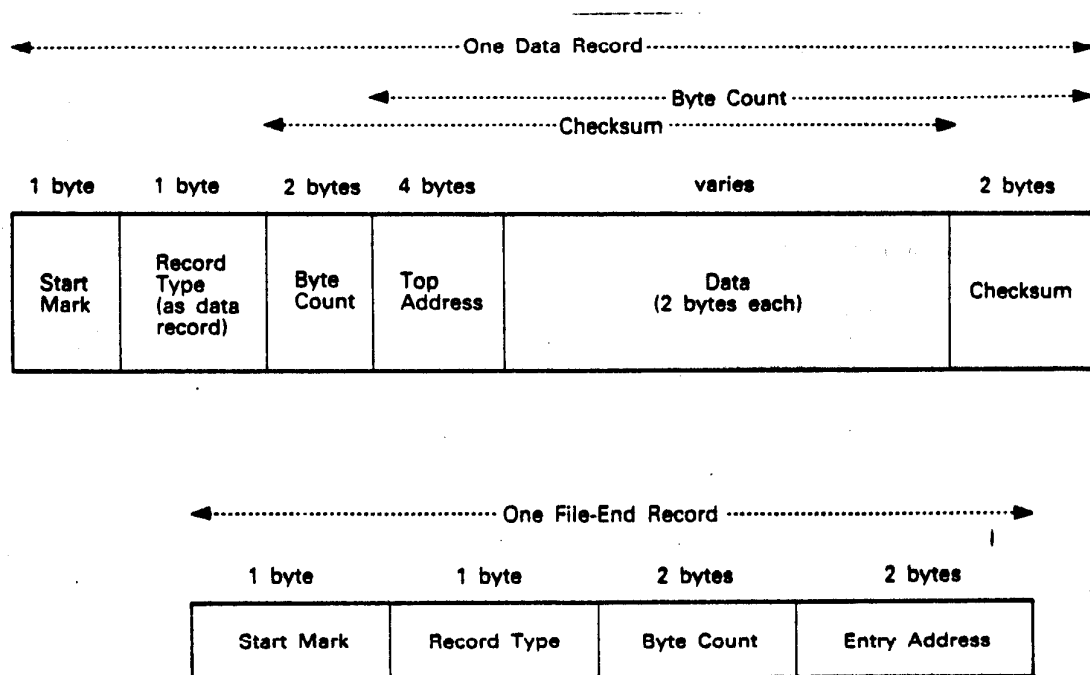 One Data Record
Byte Count
Checksum
1 byte 1 byte 2 bytes 4 bytes varies 2 bytes
Start Mark
Record Type (as data record)
Byte Count
Top Address
Data (2 bytes each)
Checksum
One File-End Record
1 byte 1 byte 2 bytes 2 bytes
Start Mark Record Type Byte Count Entry Address